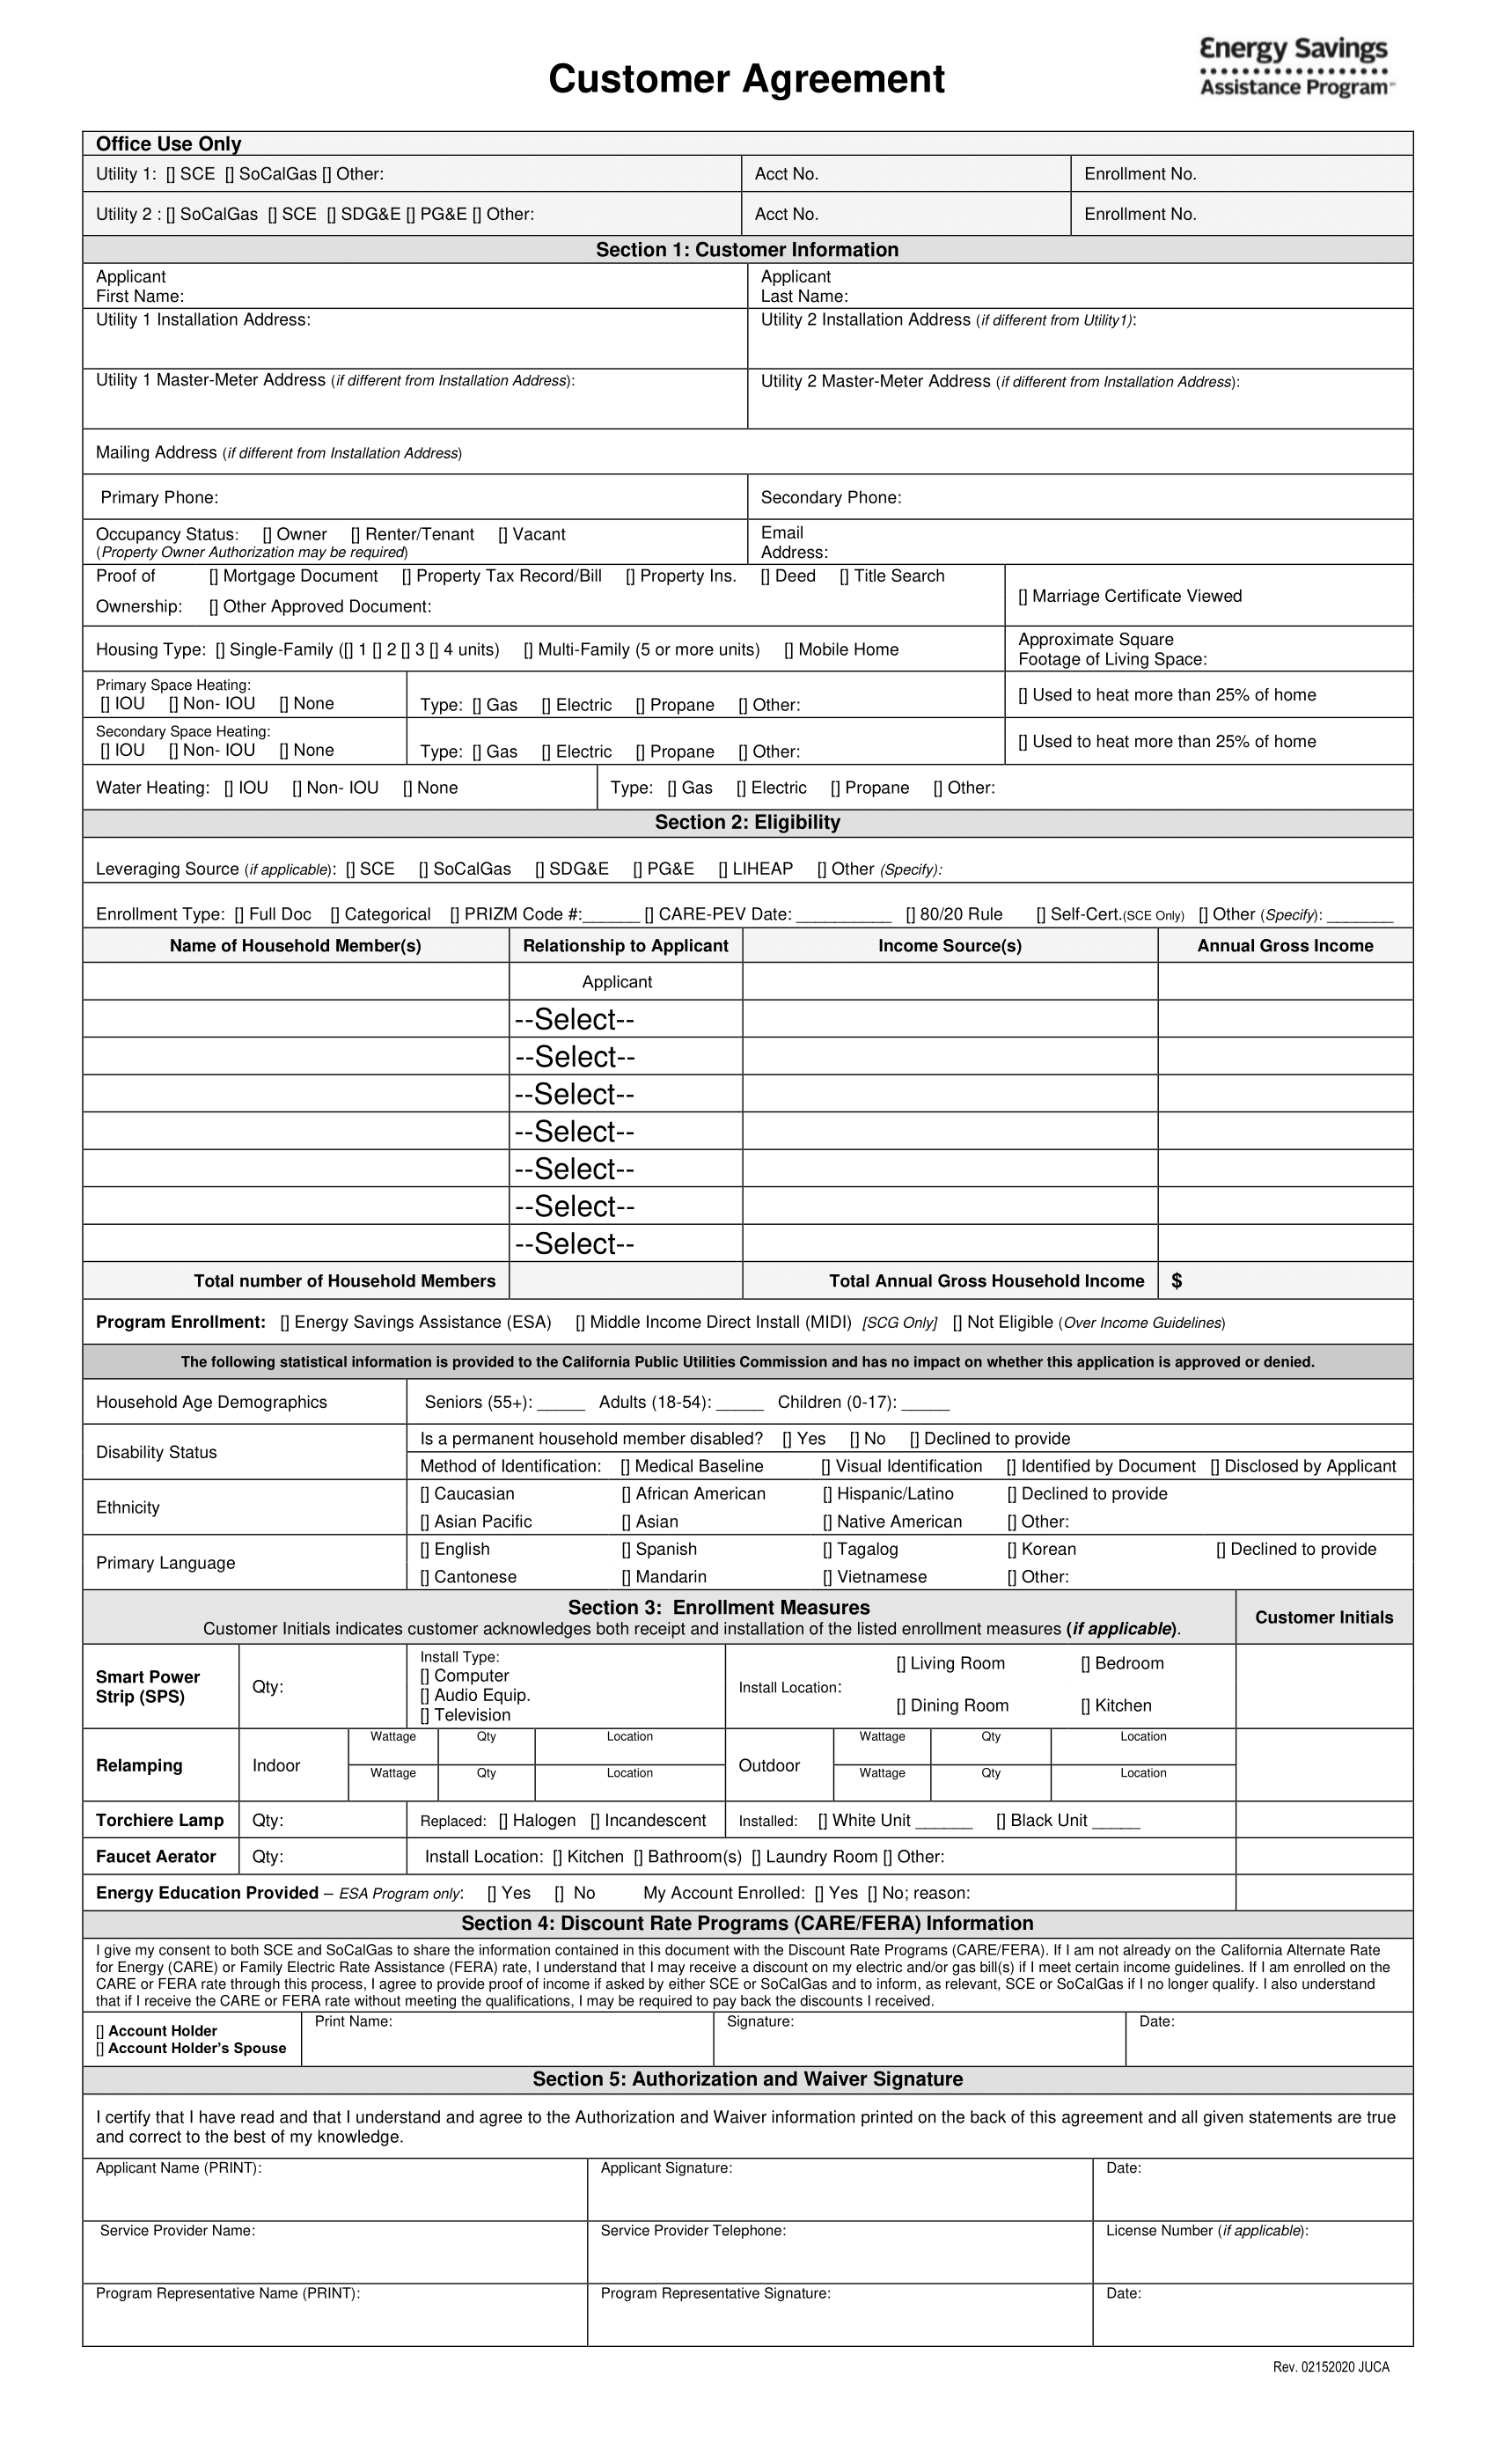 Customer Agreement
Energy Savings
Assistance Program℠
Office Use Only
Utility 1: [] SCE [] SoCalGas [] Other: Acct No. Enrollment No.
Utility 2 : [] SoCalGas [] SCE [] SDG&E [] PG&E [] Other: Acct No. Enrollment No.
Section 1: Customer Information
Applicant
First Name:
Applicant
Last Name:
Utility 1 Installation Address: Utility 2 Installation Address (if different from Utility1):
Utility 1 Master-Meter Address (if different from Installation Address): Utility 2 Master-Meter Address (if different from Installation Address):
Mailing Address (if different from Installation Address)
Primary Phone: Secondary Phone:
Occupancy Status: [] Owner [] Renter/Tenant [] Vacant
(Property Owner Authorization may be required)
Email
Address:
Proof of [] Mortgage Document [] Property Tax Record/Bill [] Property Ins. [] Deed [] Title Search
Ownership: [] Other Approved Document:
[] Marriage Certificate Viewed
Housing Type: [] Single-Family ([] 1 [] 2 [] 3 [] 4 units) [] Multi-Family (5 or more units) [] Mobile Home
Approximate Square
Footage of Living Space:
Primary Space Heating:
[] IOU [] Non- IOU [] None Type: [] Gas [] Electric [] Propane [] Other: [] Used to heat more than 25% of home
Secondary Space Heating:
[] IOU [] Non- IOU [] None Type: [] Gas [] Electric [] Propane [] Other: [] Used to heat more than 25% of home
Water Heating: [] IOU [] Non- IOU [] None Type: [] Gas [] Electric [] Propane [] Other:
Section 2: Eligibility
Leveraging Source (if applicable): [] SCE [] SoCalGas [] SDG&E [] PG&E [] LIHEAP [] Other (Specify):
Enrollment Type: [] Full Doc [] Categorical [] PRIZM Code #:______ [] CARE-PEV Date: __________ [] 80/20 Rule [] Self-Cert.(SCE Only) [] Other (Specify): _______
Name of Household Member(s) Relationship to Applicant Income Source(s) Annual Gross Income
Applicant
--Select--
--Select--
--Select--
--Select--
--Select--
--Select--
--Select--
Total number of Household Members Total Annual Gross Household Income $
Program Enrollment: [] Energy Savings Assistance (ESA) [] Middle Income Direct Install (MIDI) [SCG Only] [] Not Eligible (Over Income Guidelines)
The following statistical information is provided to the California Public Utilities Commission and has no impact on whether this application is approved or denied.
Household Age Demographics Seniors (55+): _____ Adults (18-54): _____ Children (0-17): _____
Disability Status
Is a permanent household member disabled? [] Yes [] No [] Declined to provide
Method of Identification: [] Medical Baseline [] Visual Identification [] Identified by Document [] Disclosed by Applicant
Ethnicity
[] Caucasian [] African American [] Hispanic/Latino [] Declined to provide
[] Asian Pacific [] Asian [] Native American [] Other:
Primary Language
[] English [] Spanish [] Tagalog [] Korean [] Declined to provide
[] Cantonese [] Mandarin [] Vietnamese [] Other:
Section 3: Enrollment Measures
Customer Initials indicates customer acknowledges both receipt and installation of the listed enrollment measures (if applicable).
Customer Initials
Smart Power
Strip (SPS)
Qty:
Install Type:
[] Computer
[] Audio Equip.
[] Television
Install Location:
[] Living Room [] Bedroom
[] Dining Room [] Kitchen
Relamping
Indoor
Wattage Qty Location
Wattage Qty Location
Outdoor
Wattage Qty Location
Wattage Qty Location
Torchiere Lamp Qty: Replaced: [] Halogen [] Incandescent Installed: [] White Unit ______ [] Black Unit _____
Faucet Aerator Qty: Install Location: [] Kitchen [] Bathroom(s) [] Laundry Room [] Other:
Energy Education Provided – ESA Program only: [] Yes [] No My Account Enrolled: [] Yes [] No; reason:
Section 4: Discount Rate Programs (CARE/FERA) Information
I give my consent to both SCE and SoCalGas to share the information contained in this document with the Discount Rate Programs (CARE/FERA). If I am not already on the California Alternate Rate
for Energy (CARE) or Family Electric Rate Assistance (FERA) rate, I understand that I may receive a discount on my electric and/or gas bill(s) if I meet certain income guidelines. If I am enrolled on the
CARE or FERA rate through this process, I agree to provide proof of income if asked by either SCE or SoCalGas and to inform, as relevant, SCE or SoCalGas if I no longer qualify. I also understand
that if I receive the CARE or FERA rate without meeting the qualifications, I may be required to pay back the discounts I received.
[] Account Holder
[] Account Holder's Spouse
Print Name: Signature: Date:
Section 5: Authorization and Waiver Signature
I certify that I have read and that I understand and agree to the Authorization and Waiver information printed on the back of this agreement and all given statements are true
and correct to the best of my knowledge.
Applicant Name (PRINT): Applicant Signature: Date:
Service Provider Name: Service Provider Telephone: License Number (if applicable):
Program Representative Name (PRINT): Program Representative Signature: Date:
Rev. 02152020 JUCA